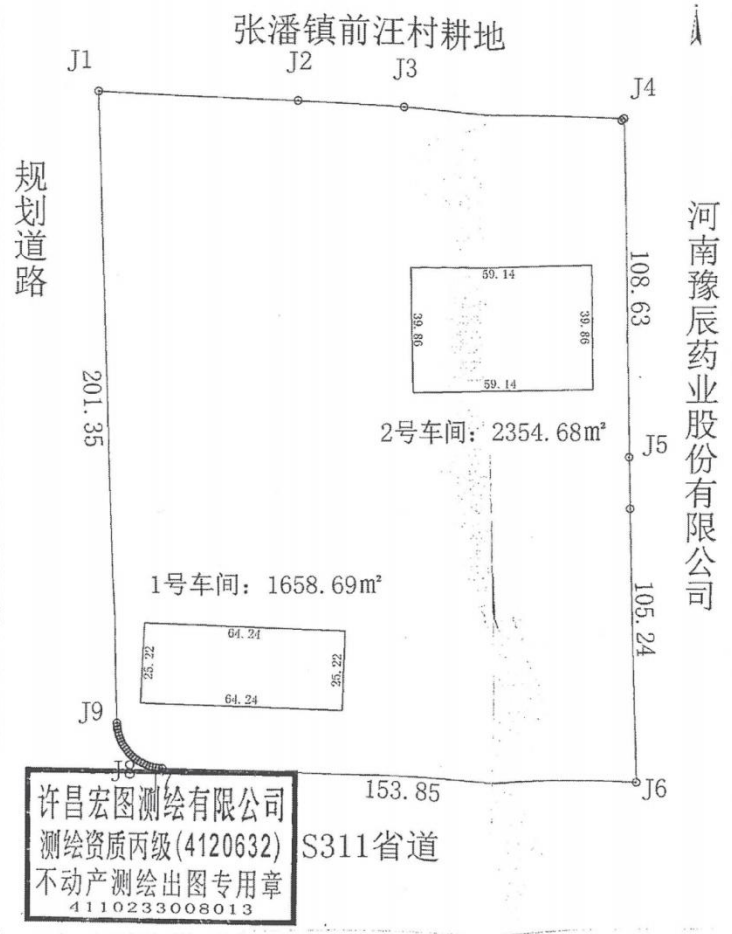 张潘镇前汪村耕地
J1
J2
J3
J4
规划道路
河南豫辰药业股份有限公司
108.63
59.14
39.86
39.86
59.14
201.35
2号车间：2354.68㎡
J5
1号车间：1658.69㎡
105.24
64.24
25.22
25.22
64.24
J9
J8
153.85
J6
许昌宏图测绘有限公司
测绘资质丙级(4120632)
不动产测绘出图专用章
4110233008013
S311省道